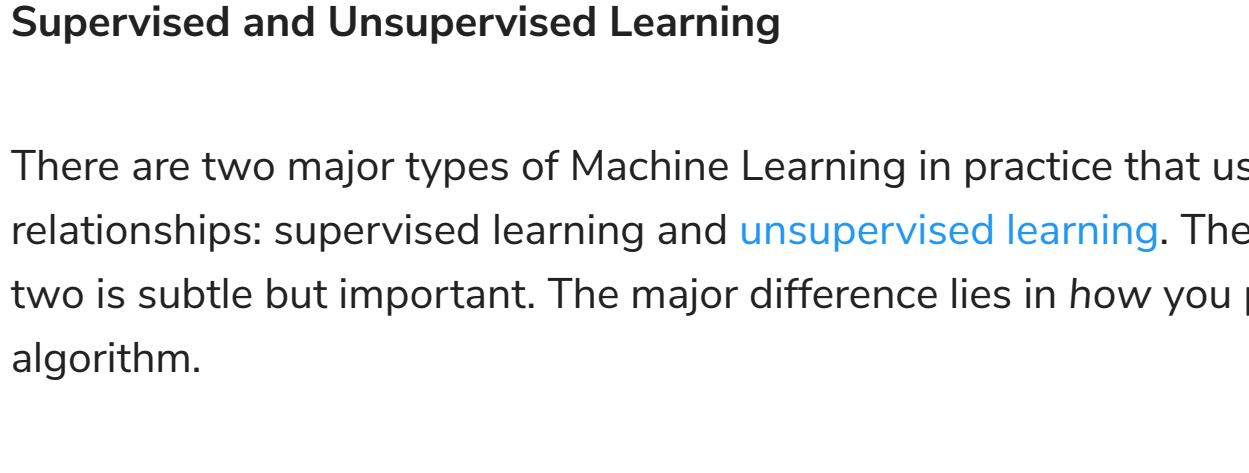 Supervised and Unsupervised Learning
There are two major types of Machine Learning in practice that
relationships: supervised learning and unsupervised learning. The
two is subtle but important. The major difference lies in how you
algorithm.